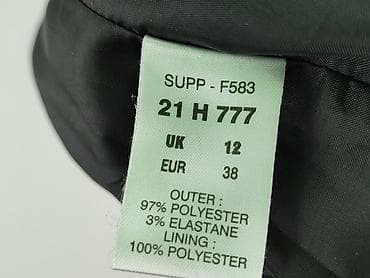 SUPP - F583
21 H 777
UK 12
EUR 38
OUTER :
97% POLYESTER
3% ELASTANE
LINING :
100% POLYESTER